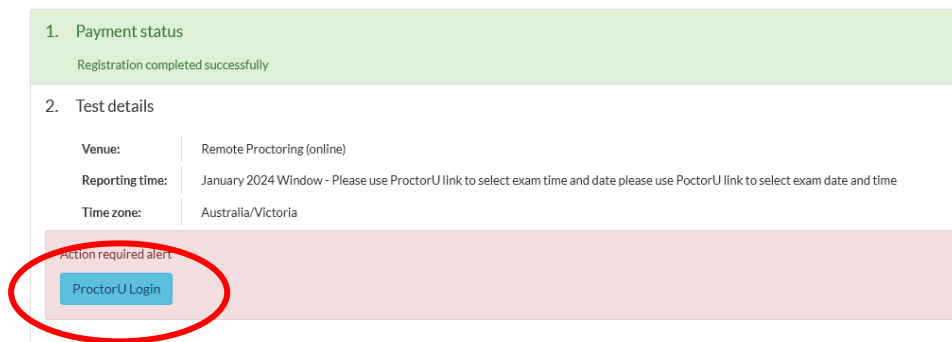 1. Payment status
Registration completed successfully
2. Test details
Venue: Remote Proctoring (online)
Reporting time: January 2024 Window - Please use ProctorU link to select exam time and date please use PoctorU link to select exam date and time
Time zone: Australia/Victoria
Action required alert
ProctorU Login